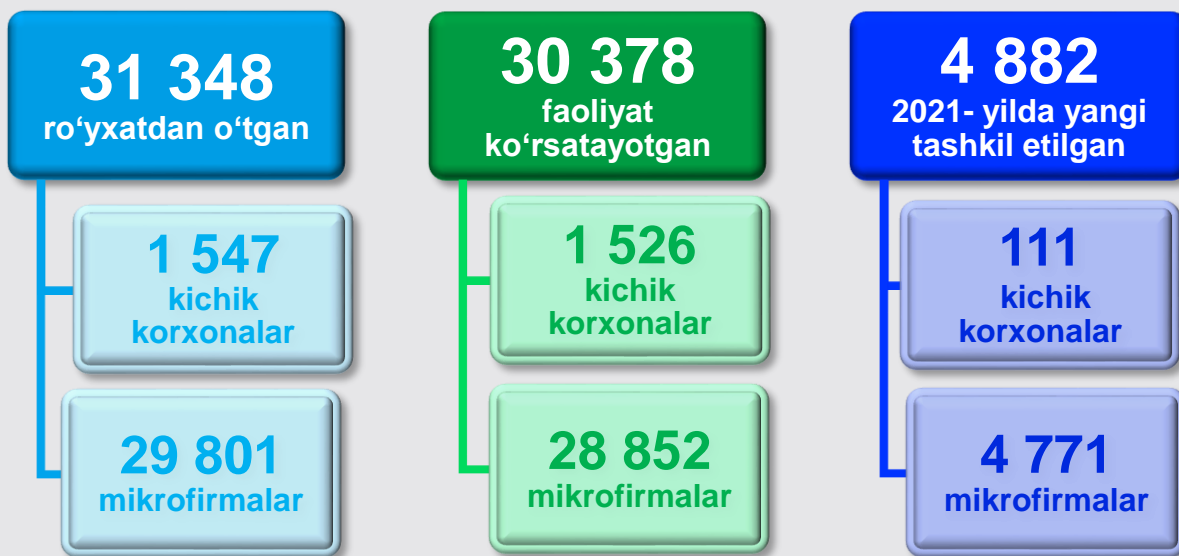 31 348
ro‘yxatdan o‘tgan
1 547
kichik
korxonalar
29 801
mikrofirmalar
30 378
faoliyat
ko‘rsatayotgan
1 526
kichik
korxonalar
28 852
mikrofirmalar
4 882
2021- yilda yangi
tashkil etilgan
111
kichik
korxonalar
4 771
mikrofirmalar